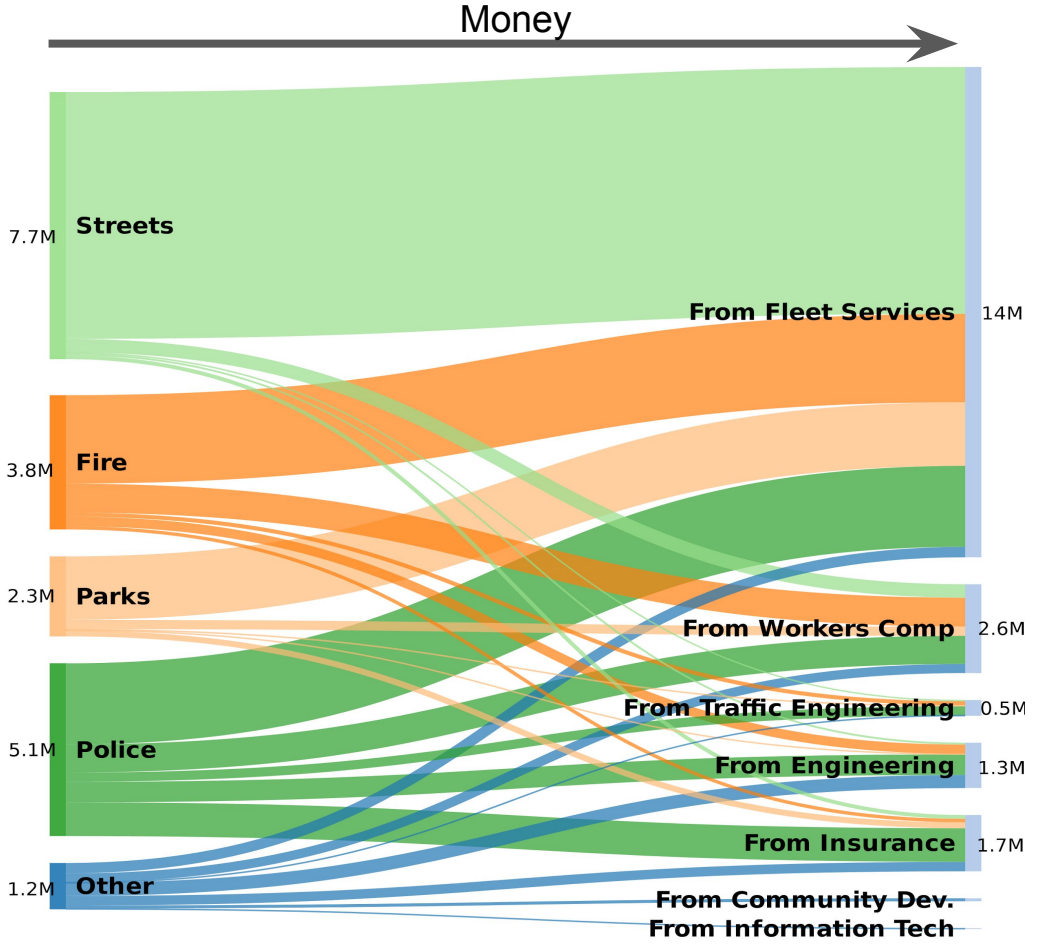 Money
Streets
7.7M
From Fleet Services
14M
Fire
3.8M
Parks
2.3M
From Workers Comp
2.6M
From Traffic Engineering
0.5M
Police
5.1M
From Engineering
1.3M
From Insurance
1.7M
Other
1.2M
From Community Dev.
From Information Tech